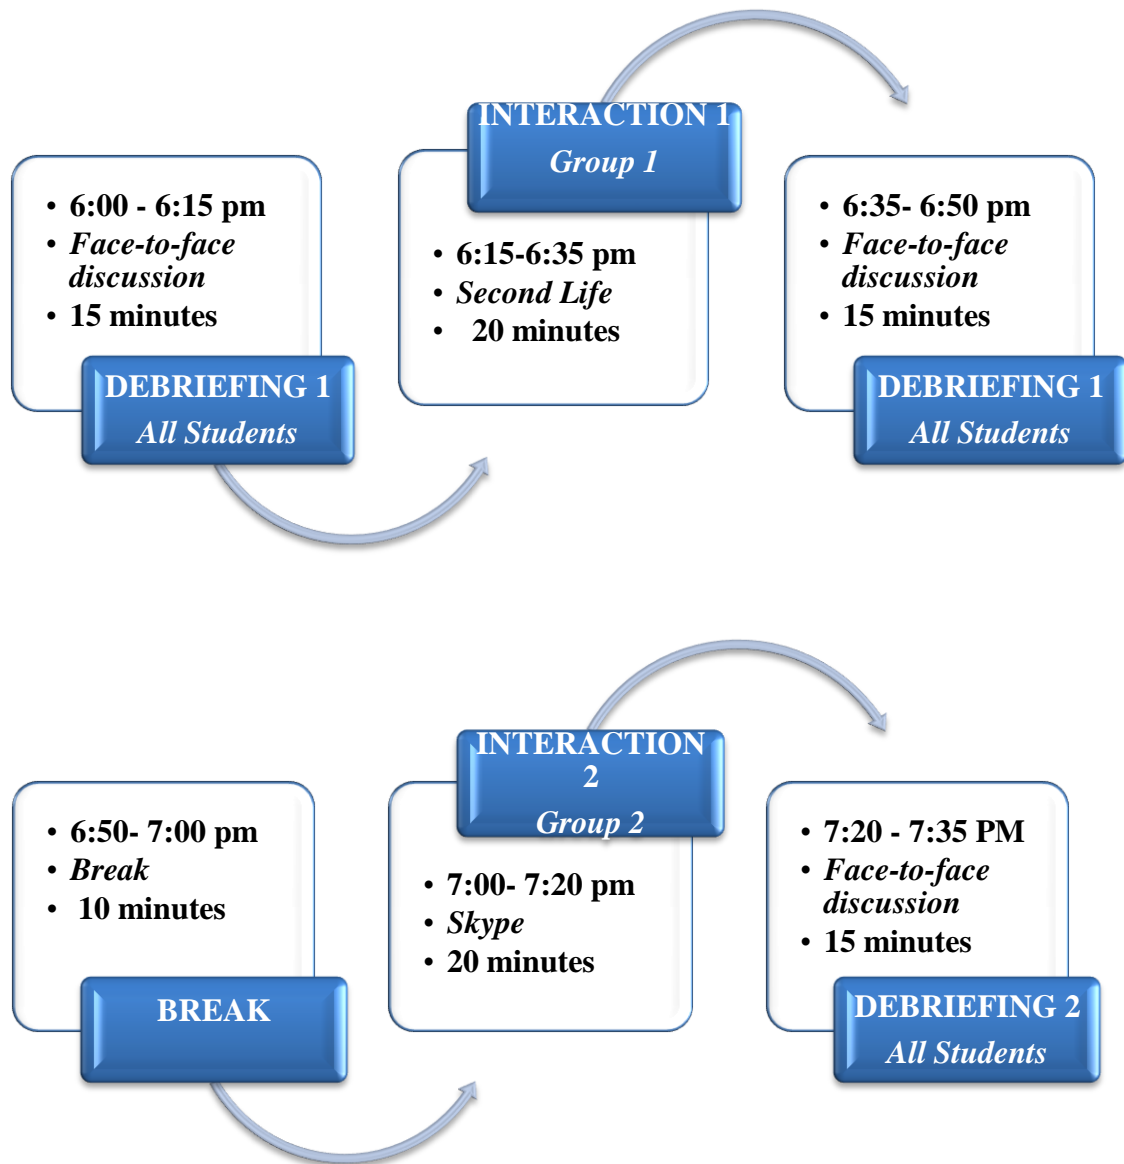 • 6:00 - 6:15 pm
• Face-to-face
discussion
• 15 minutes
DEBRIEFING 1
All Students
INTERACTION 1
Group 1
• 6:15-6:35 pm
• Second Life
• 20 minutes
• 6:35- 6:50 pm
• Face-to-face
discussion
• 15 minutes
DEBRIEFING 1
All Students
• 6:50- 7:00 pm
• Break
• 10 minutes
BREAK
INTERACTION
2
Group 2
• 7:00- 7:20 pm
• Skype
• 20 minutes
• 7:20 - 7:35 PM
• Face-to-face
discussion
• 15 minutes
DEBRIEFING 2
All Students